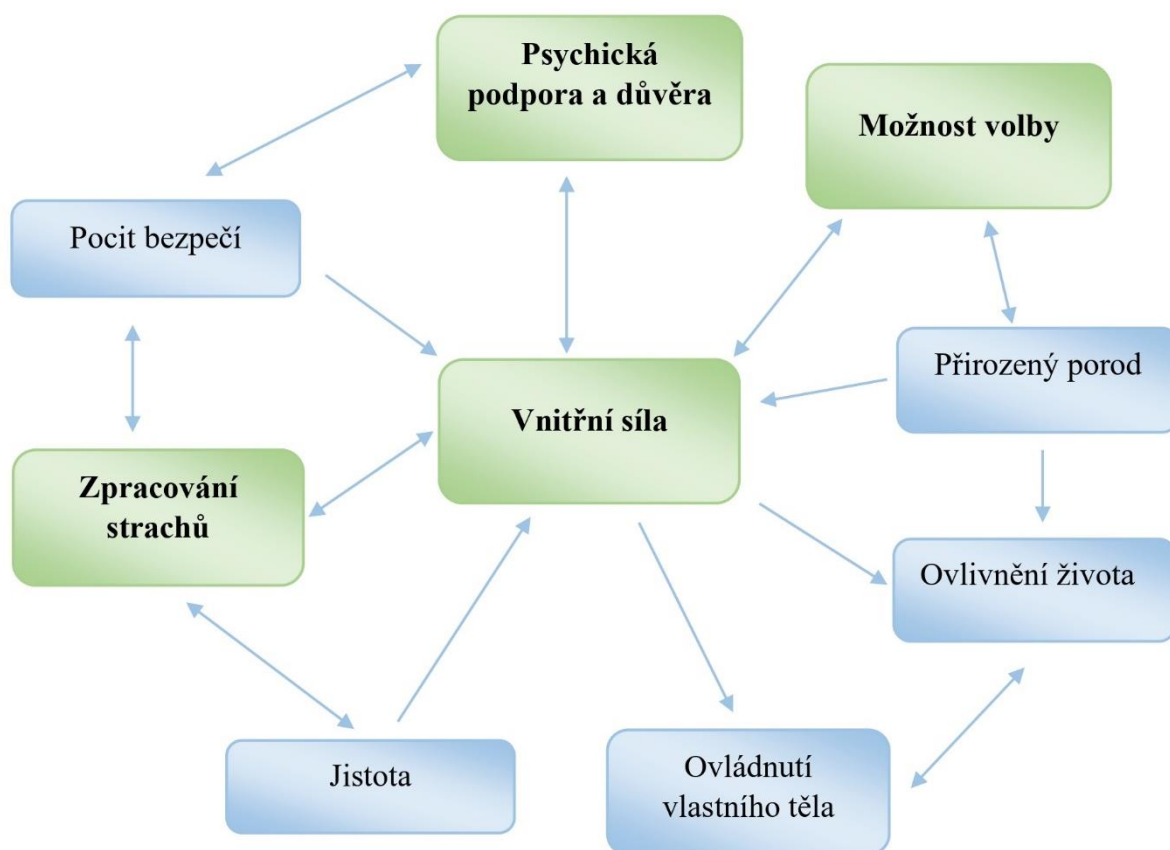 Psychická
podpora a důvěra
Možnost volby
Pocit bezpečí
Přirozený porod
Vnitřní síla
Zpracování
strachů
Ovlivnění života
Jistota
Ovládnutí
vlastního těla